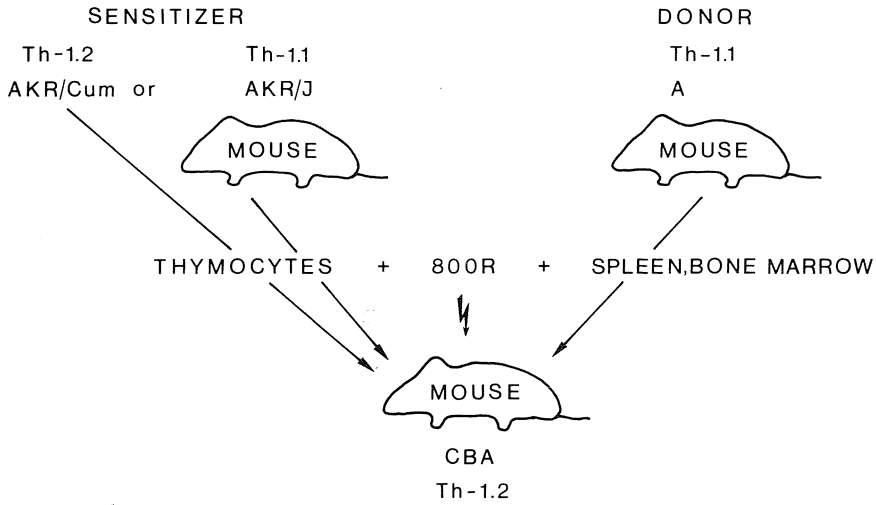 SENSITIZER DONOR
Th-1.2 Th-1.1 Th-1.1
AKR/Cum or AKR/J A
MOUSE MOUSE
THYMOCYTES + 800R + SPLEEN,BONE MARROW
MOUSE
CBA
Th-1.2